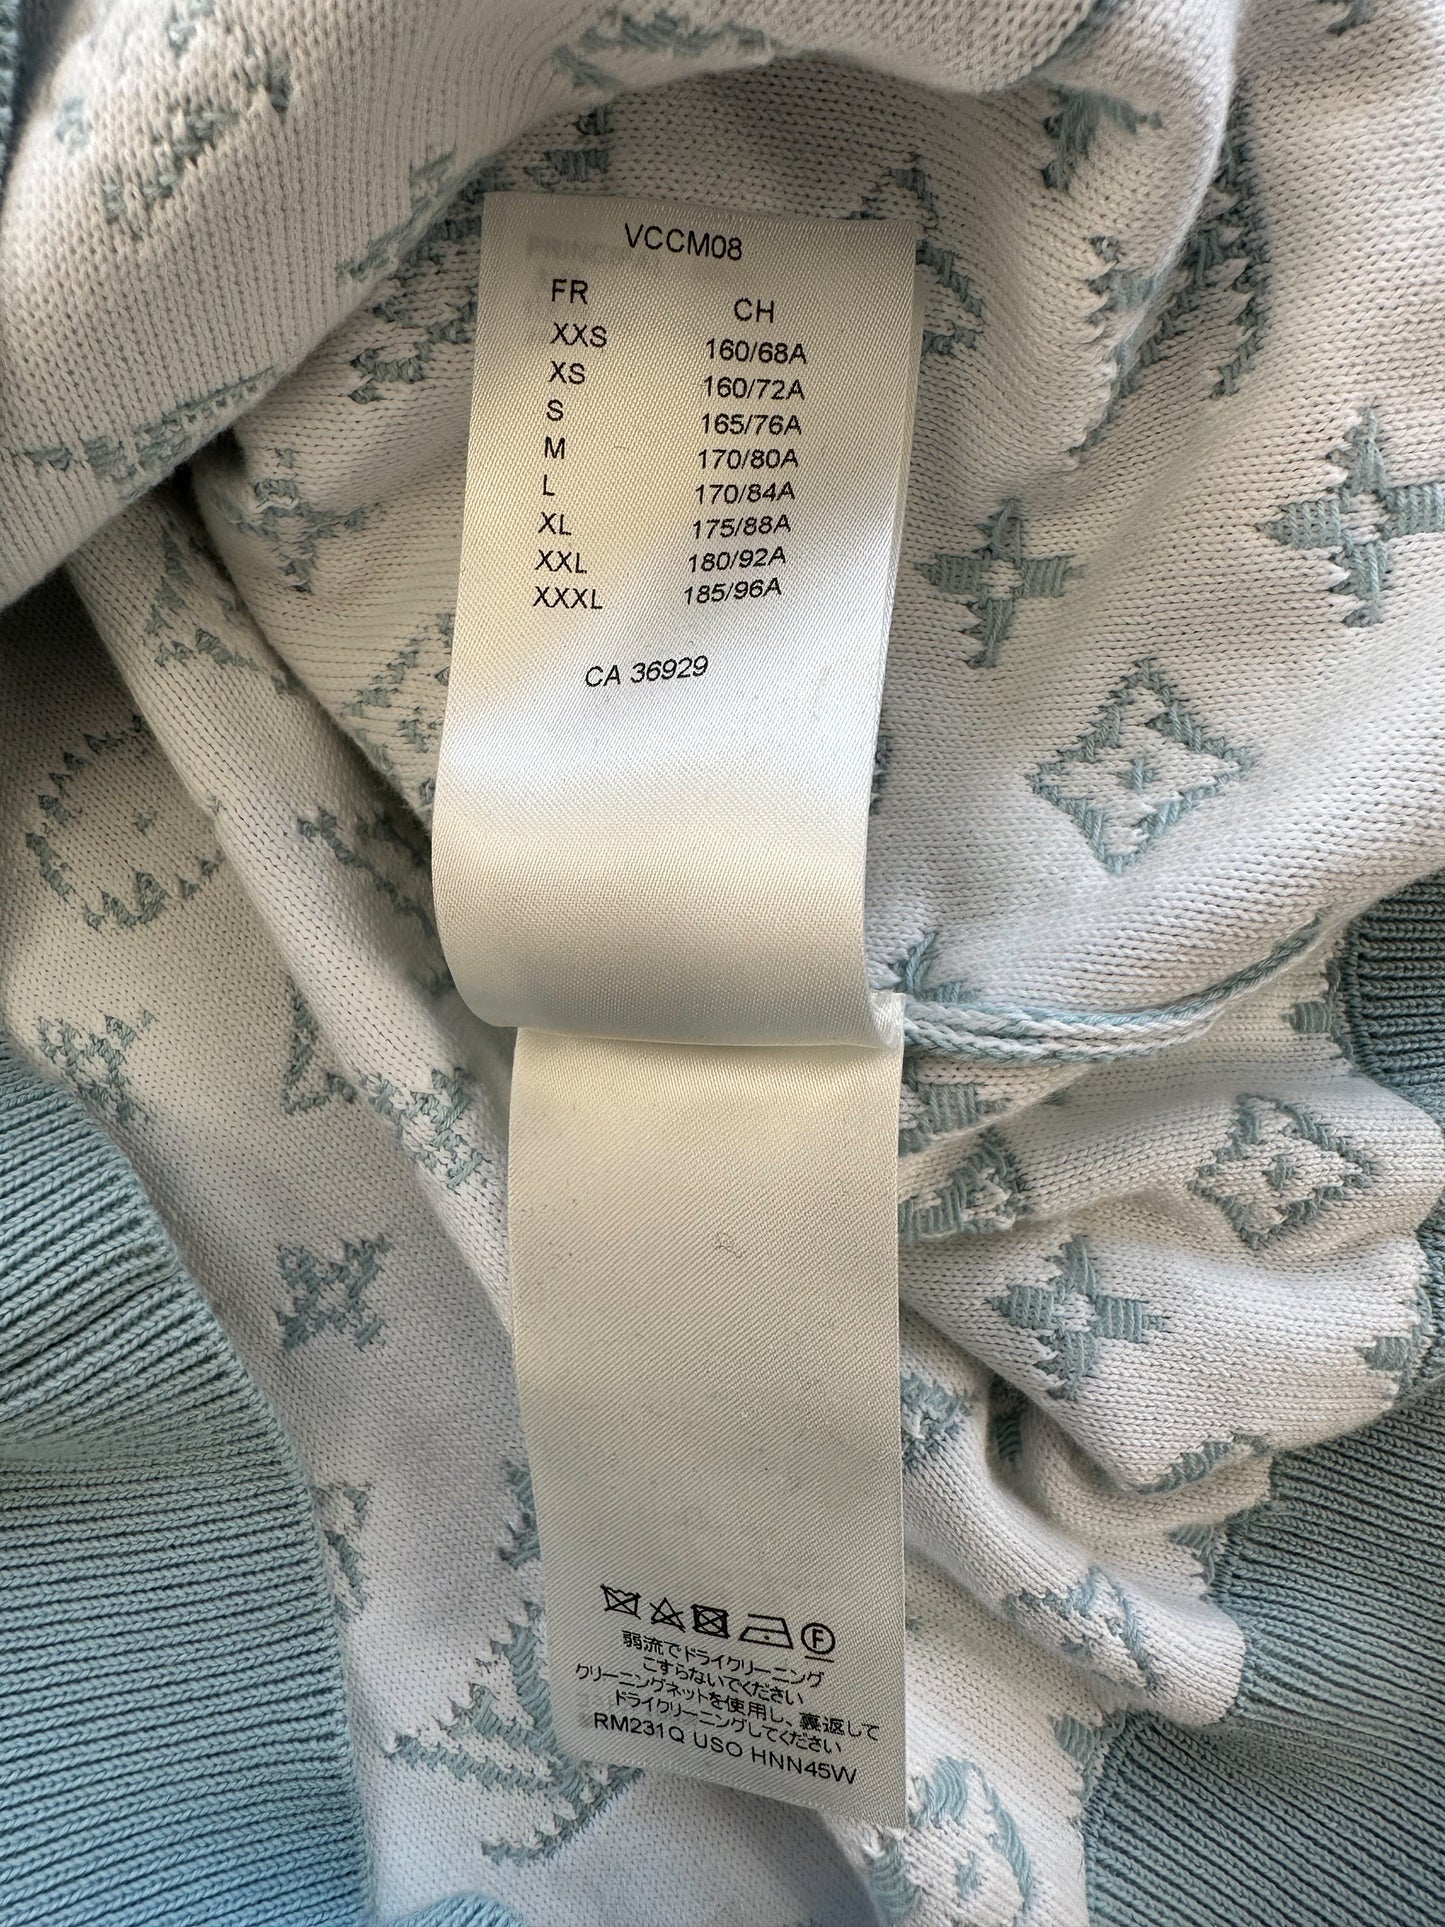 VCCM08
FR CH
XXS 160/68A
XS 160/72A
S 165/76A
M 170/80A
L 170/84A
XL 175/88A
XXL 180/92A
XXXL 185/96A
CA 36929
F
弱流でドライクリーニング
こすらないでください
クリーニングネットを使用し、裏返して
ドライクリーニングしてください
RM231Q USO HNN45W